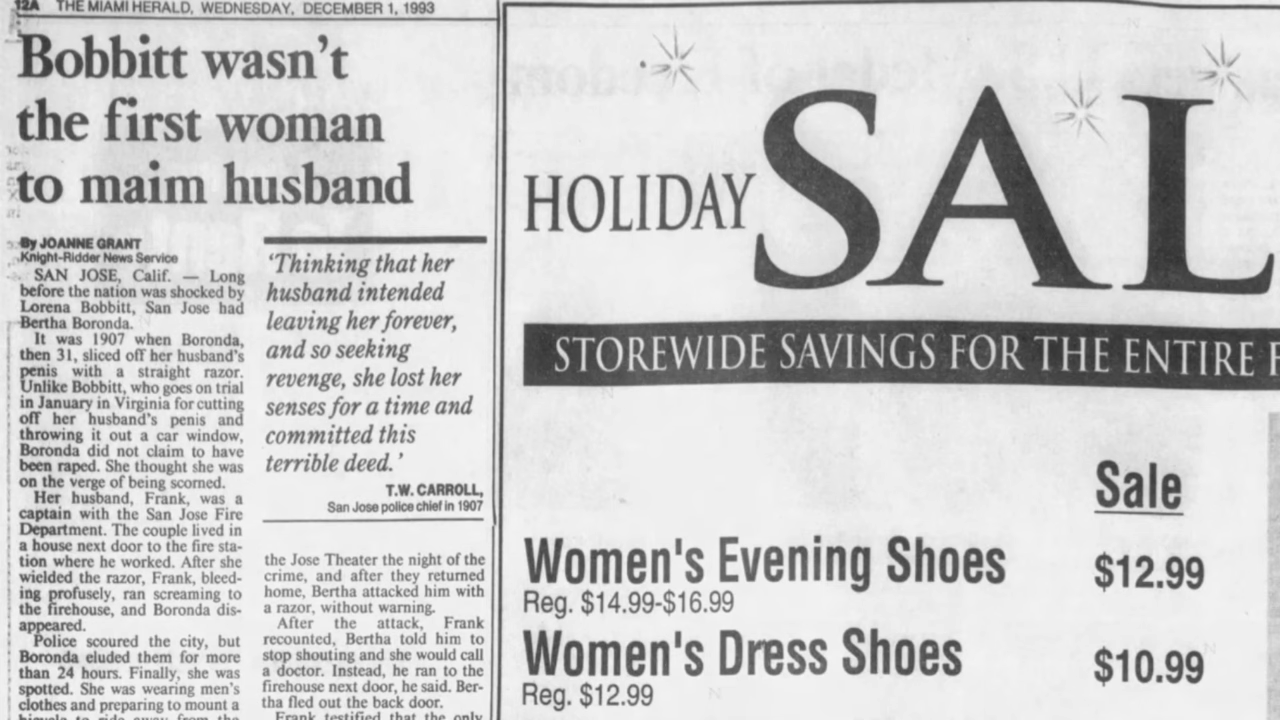 12A THE MIAMI HERALD, WEDNESDAY, DECEMBER 1, 1993
Bobbitt wasn't
the first woman
to maim husband
By JOANNE GRANT
Knight-Ridder News Service
SAN JOSE, Calif. — Long
before the nation was shocked by
Lorena Bobbitt, San Jose had
Bertha Boronda.
It was 1907 when Boronda,
then 31, sliced off her husband's
penis with a straight razor.
Unlike Bobbitt, who goes on trial
in January in Virginia for cutting
off her husband's penis and
throwing it out a car window,
Boronda did not claim to have
been raped. She thought she was
on the verge of being scorned.
Her husband, Frank, was a
captain with the San Jose Fire
Department. The couple lived in
a house next door to the fire sta-
tion where he worked. After she
wielded the razor, Frank, bleed-
ing profusely, ran screaming to
the firehouse, and Boronda dis-
appeared.
Police scoured the city, but
Boronda eluded them for more
than 24 hours. Finally, she was
spotted. She was wearing men's
clothes and preparing to mount a
bicycle to ride away from the
'Thinking that her
husband intended
leaving her forever,
and so seeking
revenge, she lost her
senses for a time and
committed this
terrible deed.'
T.W. CARROLL,
San Jose police chief in 1907
the Jose Theater the night of the
crime, and after they returned
home, Bertha attacked him with
a razor, without warning.
After the attack, Frank
recounted, Bertha told him to
stop shouting and she would call
a doctor. Instead, he ran to the
firehouse next door, he said. Ber-
tha fled out the back door.
Frank testified that the only
HOLIDAY SAL
STOREWIDE SAVINGS FOR THE ENTIRE F
Sale
Women's Evening Shoes $12.99
Reg. $14.99-$16.99
Women's Dress Shoes $10.99
Reg. $12.99